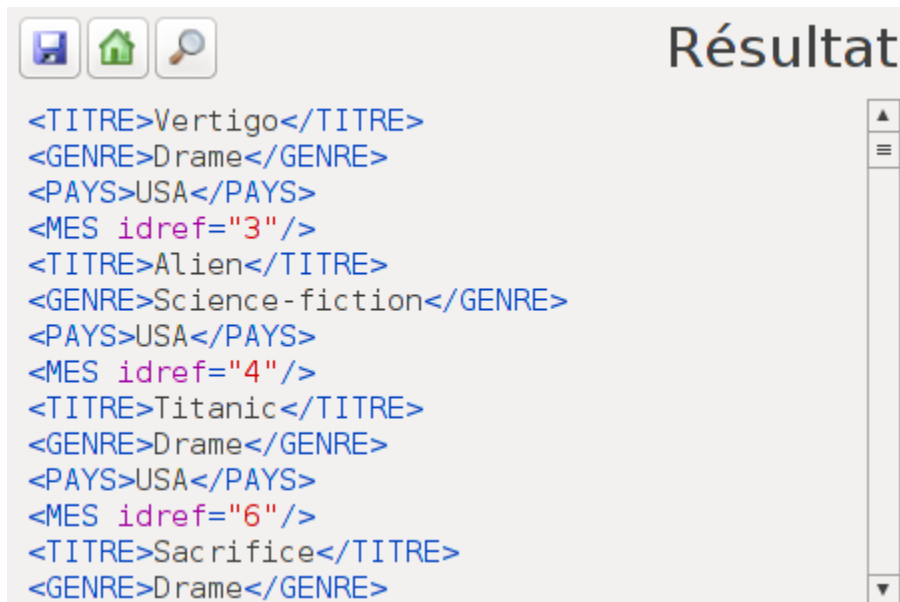 Résultat
<TITRE>Vertigo</TITRE>
<GENRE>Drame</GENRE>
<PAYS>USA</PAYS>
<MES idref="3"/>
<TITRE>Alien</TITRE>
<GENRE>Science-fiction</GENRE>
<PAYS>USA</PAYS>
<MES idref="4"/>
<TITRE>Titanic</TITRE>
<GENRE>Drame</GENRE>
<PAYS>USA</PAYS>
<MES idref="6"/>
<TITRE>Sacrifice</TITRE>
<GENRE>Drame</GENRE>